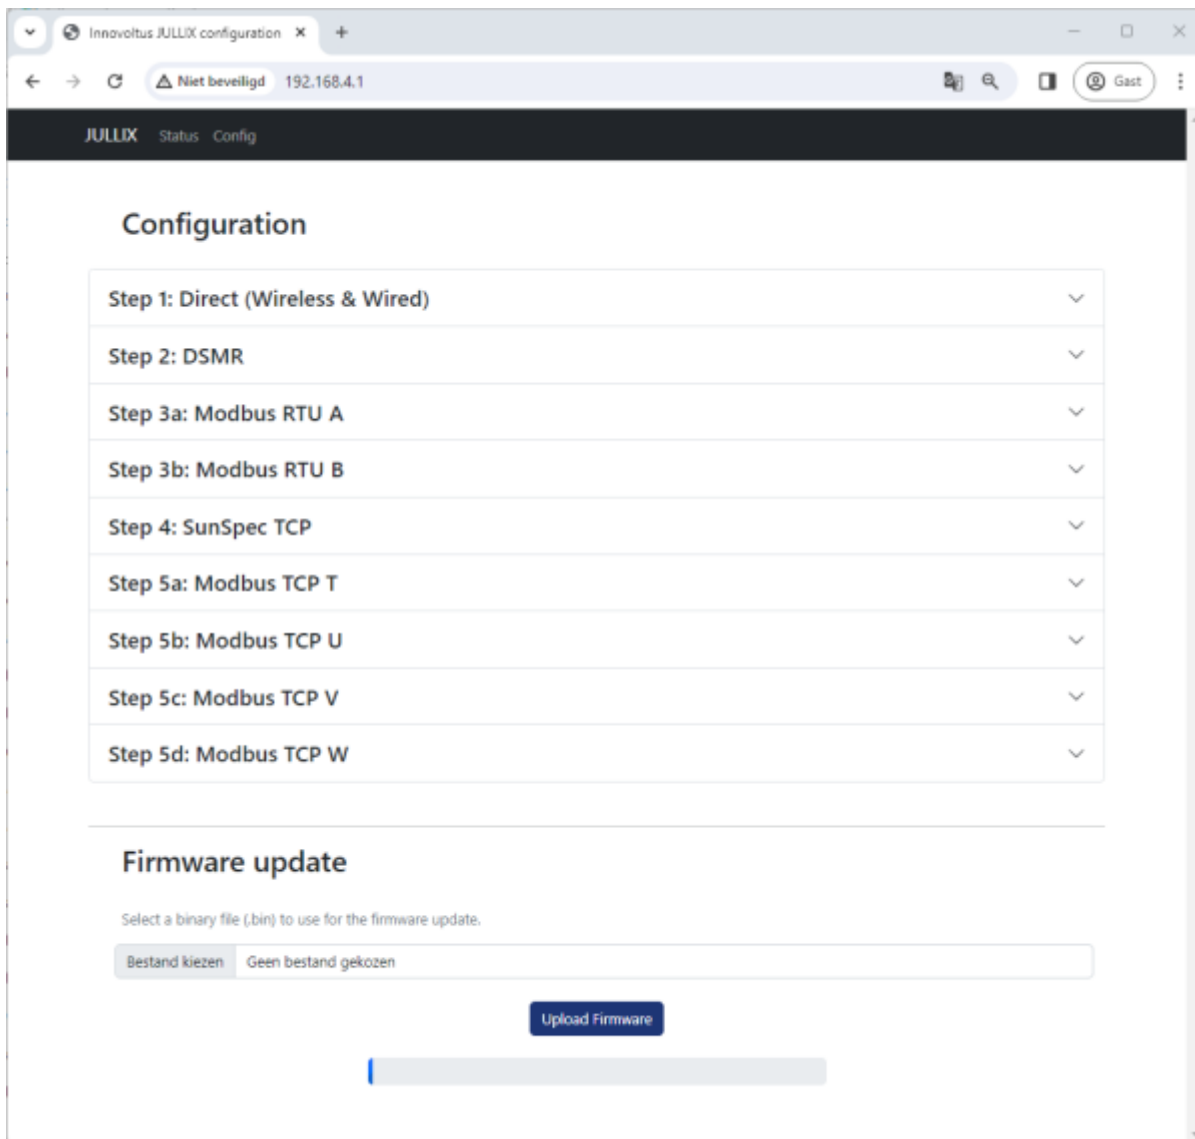 Innovoltus JULLIX configuration
Niet beveiligd 192.168.4.1 Gast
JULLIX Status Config
Configuration
Step 1: Direct (Wireless & Wired)
Step 2: DSMR
Step 3a: Modbus RTU A
Step 3b: Modbus RTU B
Step 4: SunSpec TCP
Step 5a: Modbus TCP T
Step 5b: Modbus TCP U
Step 5c: Modbus TCP V
Step 5d: Modbus TCP W
Firmware update
Select a binary file (.bin) to use for the firmware update.
Bestand kiezen Geen bestand gekozen
Upload Firmware